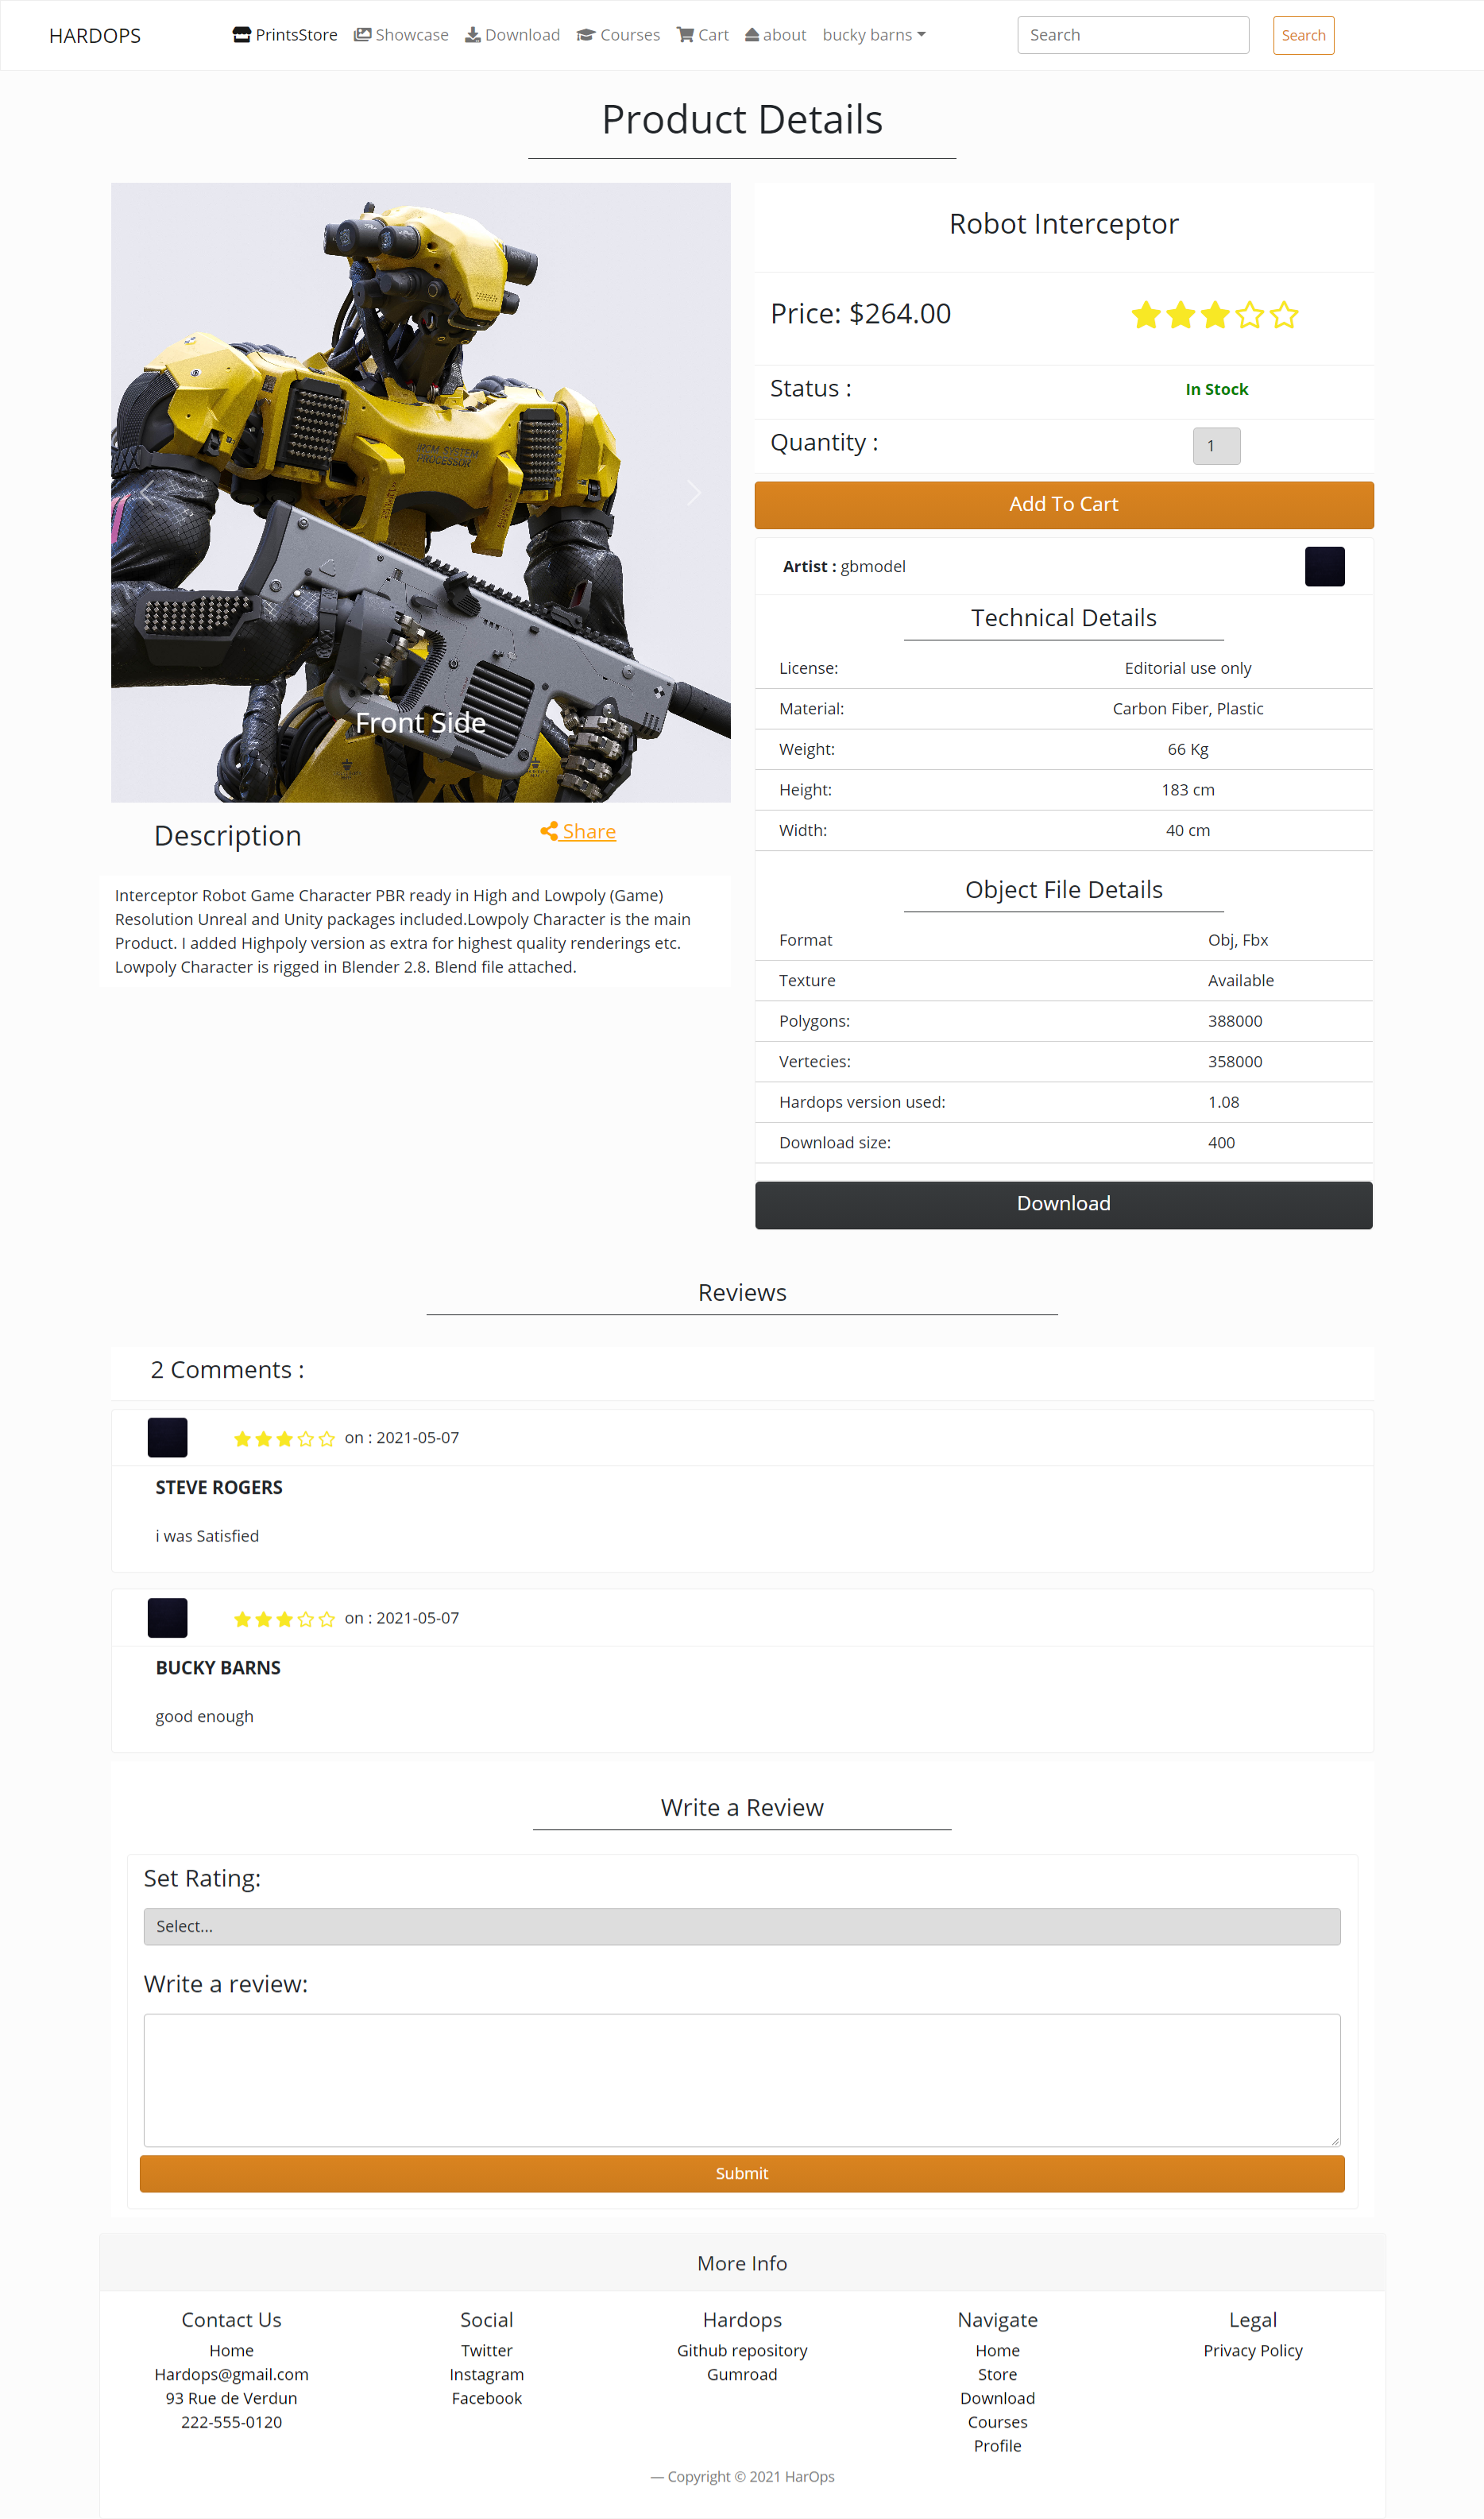 HARDOPS
PrintsStore Showcase Download Courses Cart about bucky barns Search Search
Product Details
Robot Interceptor
Price: $264.00
Status : In Stock
Quantity : 1
Add To Cart
Artist : gbmodel
Technical Details
License: Editorial use only
Material: Carbon Fiber, Plastic
Weight: 66 Kg
Height: 183 cm
Width: 40 cm
Object File Details
Format Obj, Fbx
Texture Available
Polygons: 388000
Vertecies: 358000
Hardops version used: 1.08
Download size: 400
Download
SYSTEM
PROCESSOR
Front Side
Description
Share
Interceptor Robot Game Character PBR ready in High and Lowpoly (Game)
Resolution Unreal and Unity packages included.Lowpoly Character is the main
Product. I added Highpoly version as extra for highest quality renderings etc.
Lowpoly Character is rigged in Blender 2.8. Blend file attached.
Reviews
2 Comments :
on : 2021-05-07
STEVE ROGERS
i was Satisfied
on : 2021-05-07
BUCKY BARNS
good enough
Write a Review
Set Rating:
Select...
Write a review:
Submit
More Info
Contact Us
Home
Hardops@gmail.com
93 Rue de Verdun
222-555-0120
Social
Twitter
Instagram
Facebook
Hardops
Github repository
Gumroad
Navigate
Home
Store
Download
Courses
Profile
Legal
Privacy Policy
— Copyright © 2021 HarOps